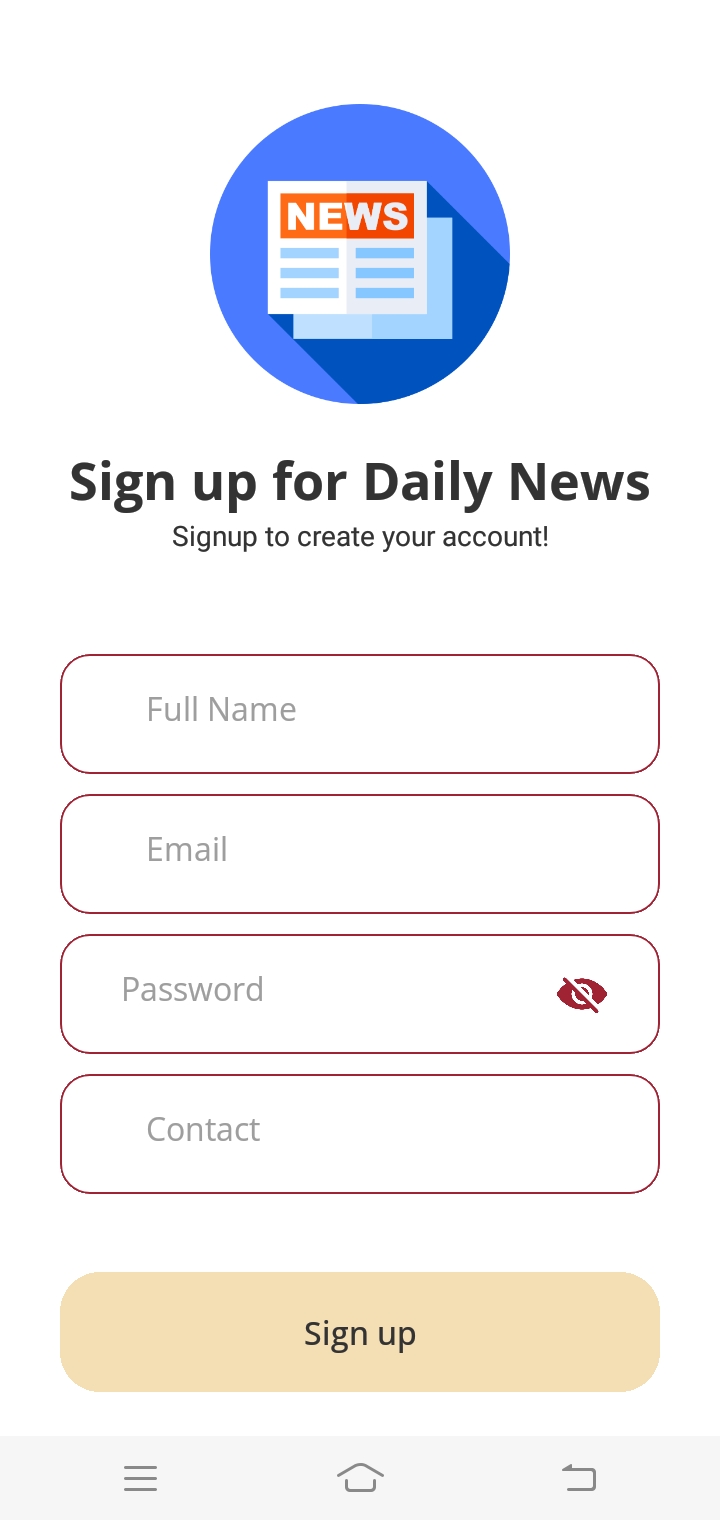 NEWS
Sign up for Daily News
Signup to create your account!
Full Name
Email
Password
Contact
Sign up